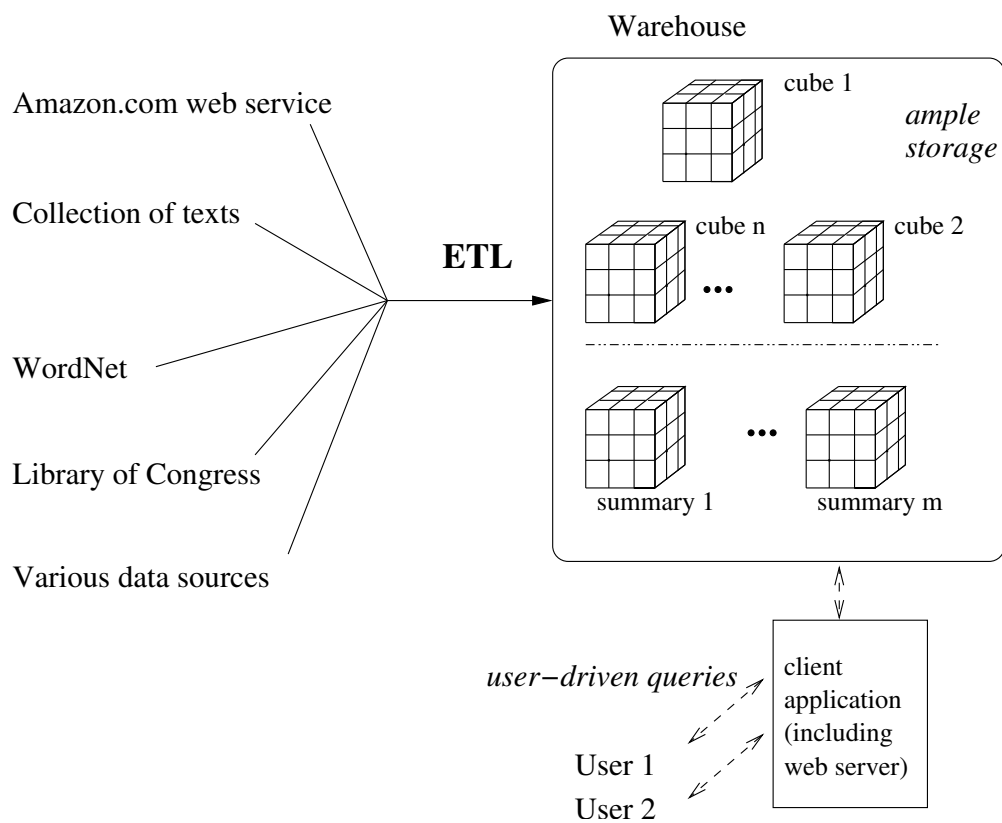 Warehouse
Amazon.com web service
cube 1
ample
storage
Collection of texts
cube n
cube 2
ETL
•••
WordNet
•••
Library of Congress
summary 1
summary m
Various data sources
user−driven queries
client
application
(including
web server)
User 1
User 2